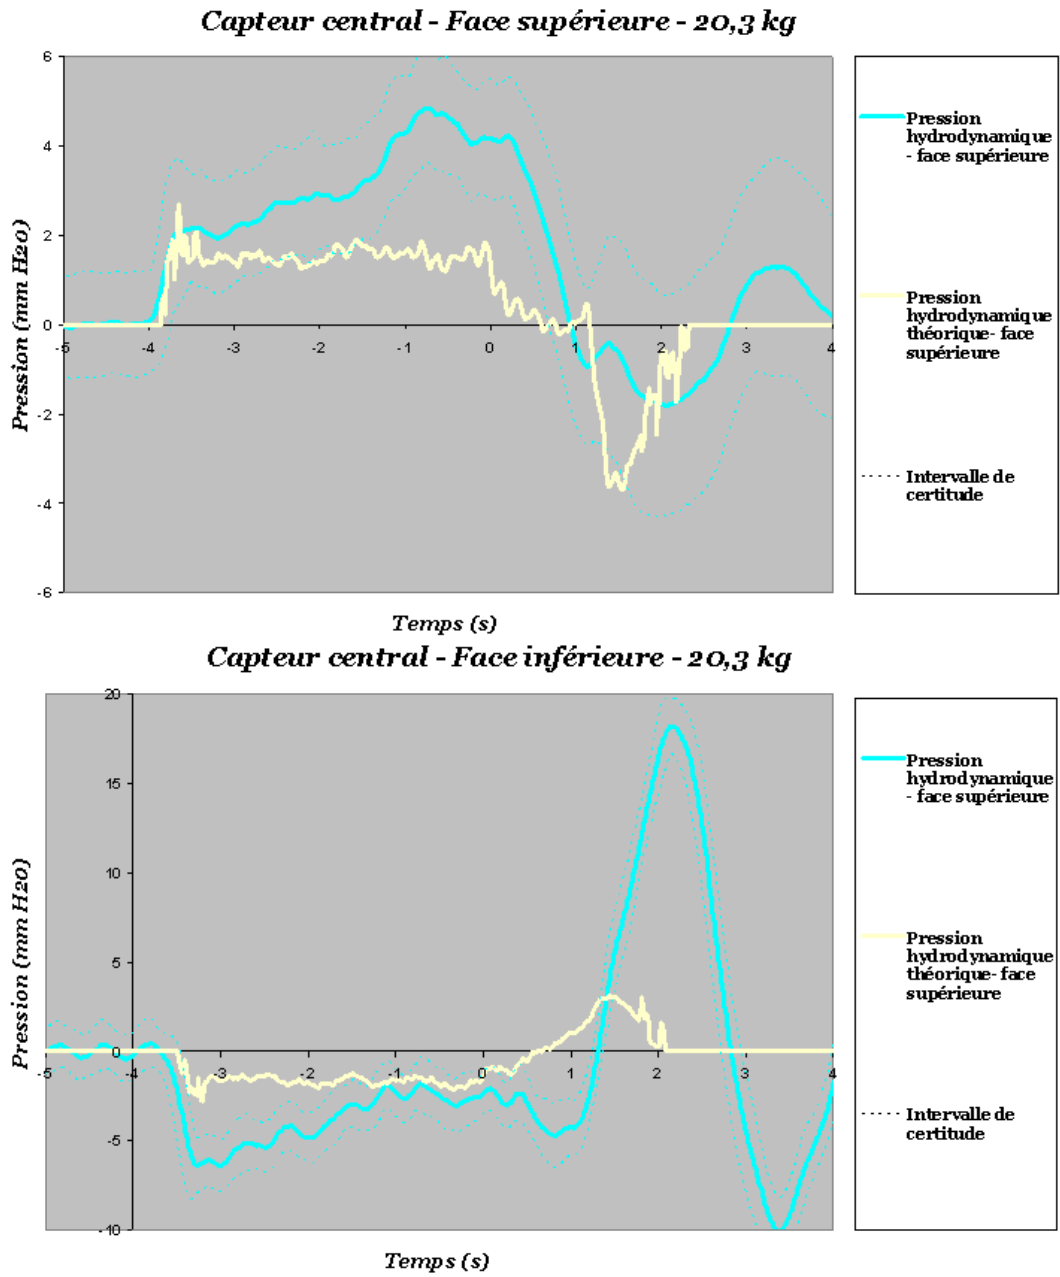 Capteur central - Face supérieure - 20,3 kg
6
4
2
0
-2
-4
-6
-5
-4
-3
-2
-1
0
1
2
3
4
Pression (mm H20)
Temps (s)
Pression
hydrodynamique
- face supérieure
Pression
hydrodynamique
théorique- face
supérieure
Intervalle de
certitude
Capteur central - Face inférieure - 20,3 kg
20
15
10
5
0
-5
-10
-5
-4
-3
-2
-1
0
1
2
3
4
Pression (mm H20)
Temps (s)
Pression
hydrodynamique
- face supérieure
Pression
hydrodynamique
théorique- face
supérieure
Intervalle de
certitude